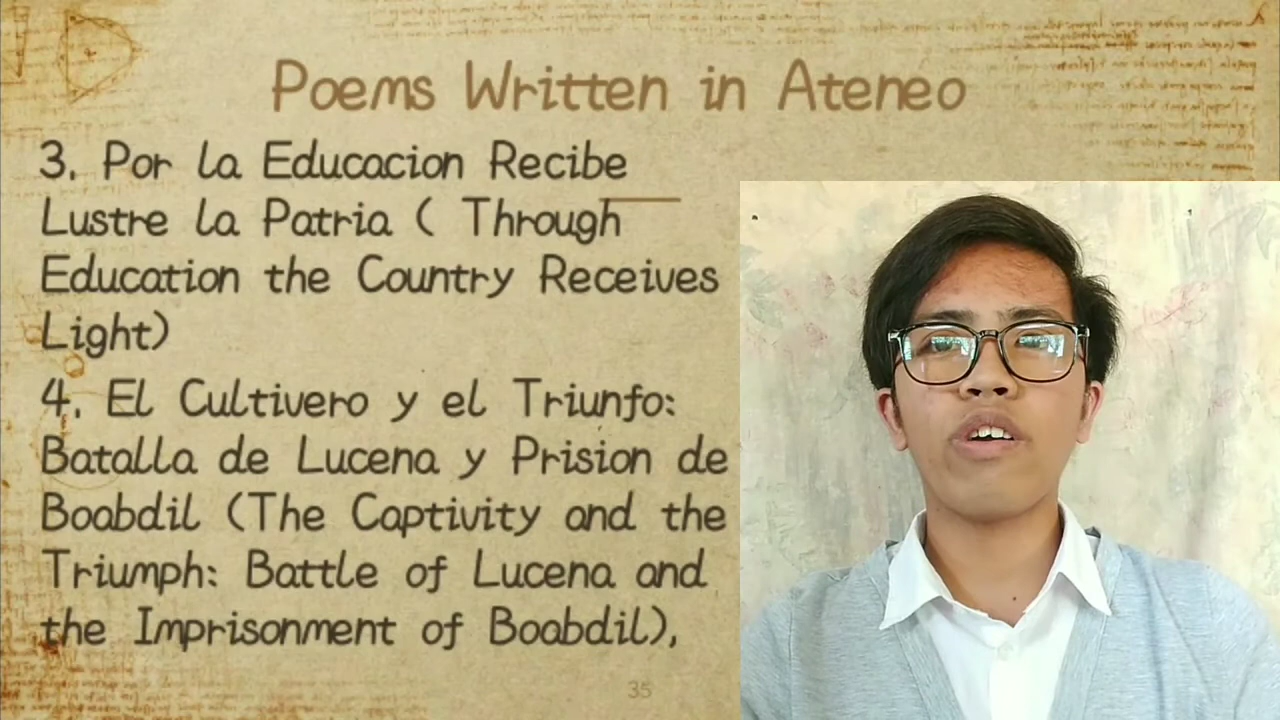 Poems Written in Ateneo
3. Por la Educacion Recibe
Lustre la Patria ( Through
Education the Country Receives
Light)
4. El Cultivero y el Triunfo:
Batalla de Lucena y Prision de
Boabdil (The Captivity and the
Triumph: Battle of Lucena and
the Imprisonment of Boabdil),
35